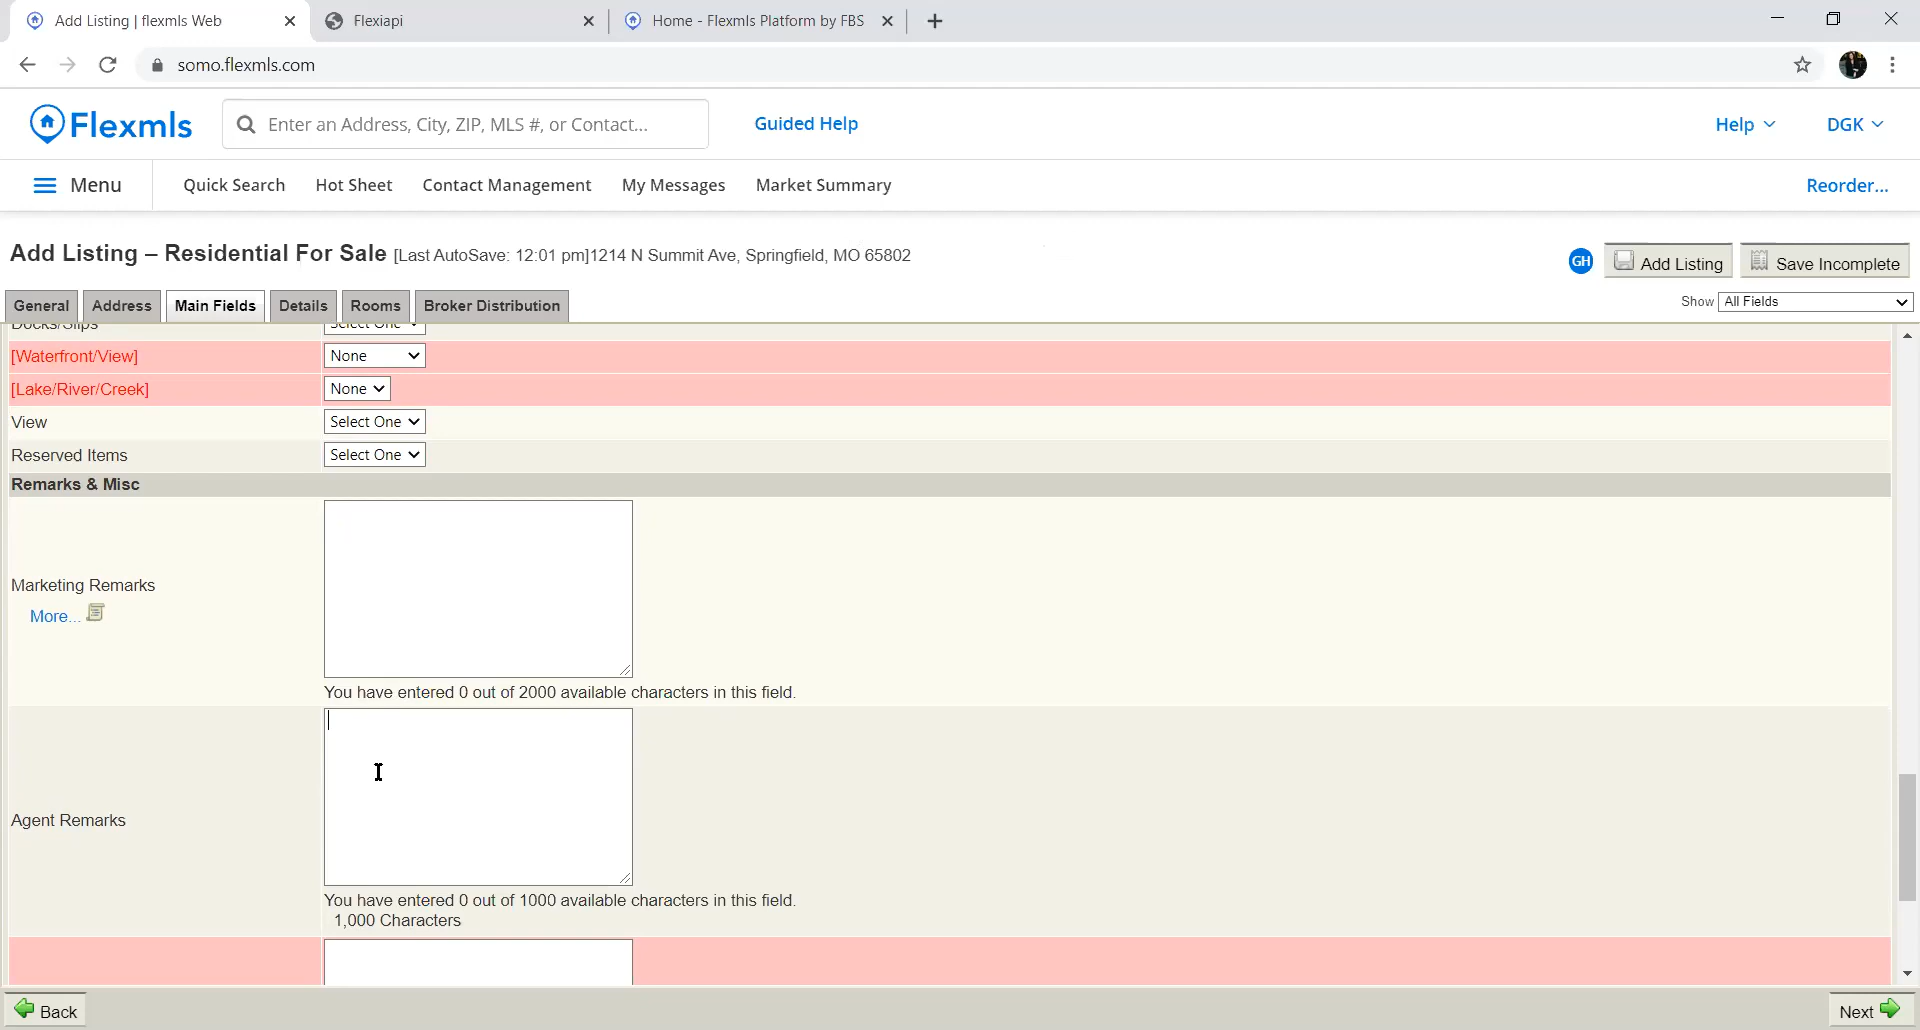 Add Listing | flexmls Web
Flexiapi
Home - Flexmls Platform by FBS
somo.flexmls.com
Flexmls
Enter an Address, City, ZIP, MLS #, or Contact...
Guided Help
Help
DGK
Menu
Quick Search
Hot Sheet
Contact Management
My Messages
Market Summary
Reorder...
Add Listing – Residential For Sale [Last AutoSave: 12:01 pm]1214 N Summit Ave, Springfield, MO 65802
GH
Add Listing
Save Incomplete
General
Address
Main Fields
Details
Rooms
Broker Distribution
Show
All Fields
Docks/Slips
Select One
[Waterfront/View]
None
[Lake/River/Creek]
None
View
Select One
Reserved Items
Select One
Remarks & Misc
Marketing Remarks
More...
You have entered 0 out of 2000 available characters in this field.
Agent Remarks
You have entered 0 out of 1000 available characters in this field.
1,000 Characters
Back
Next